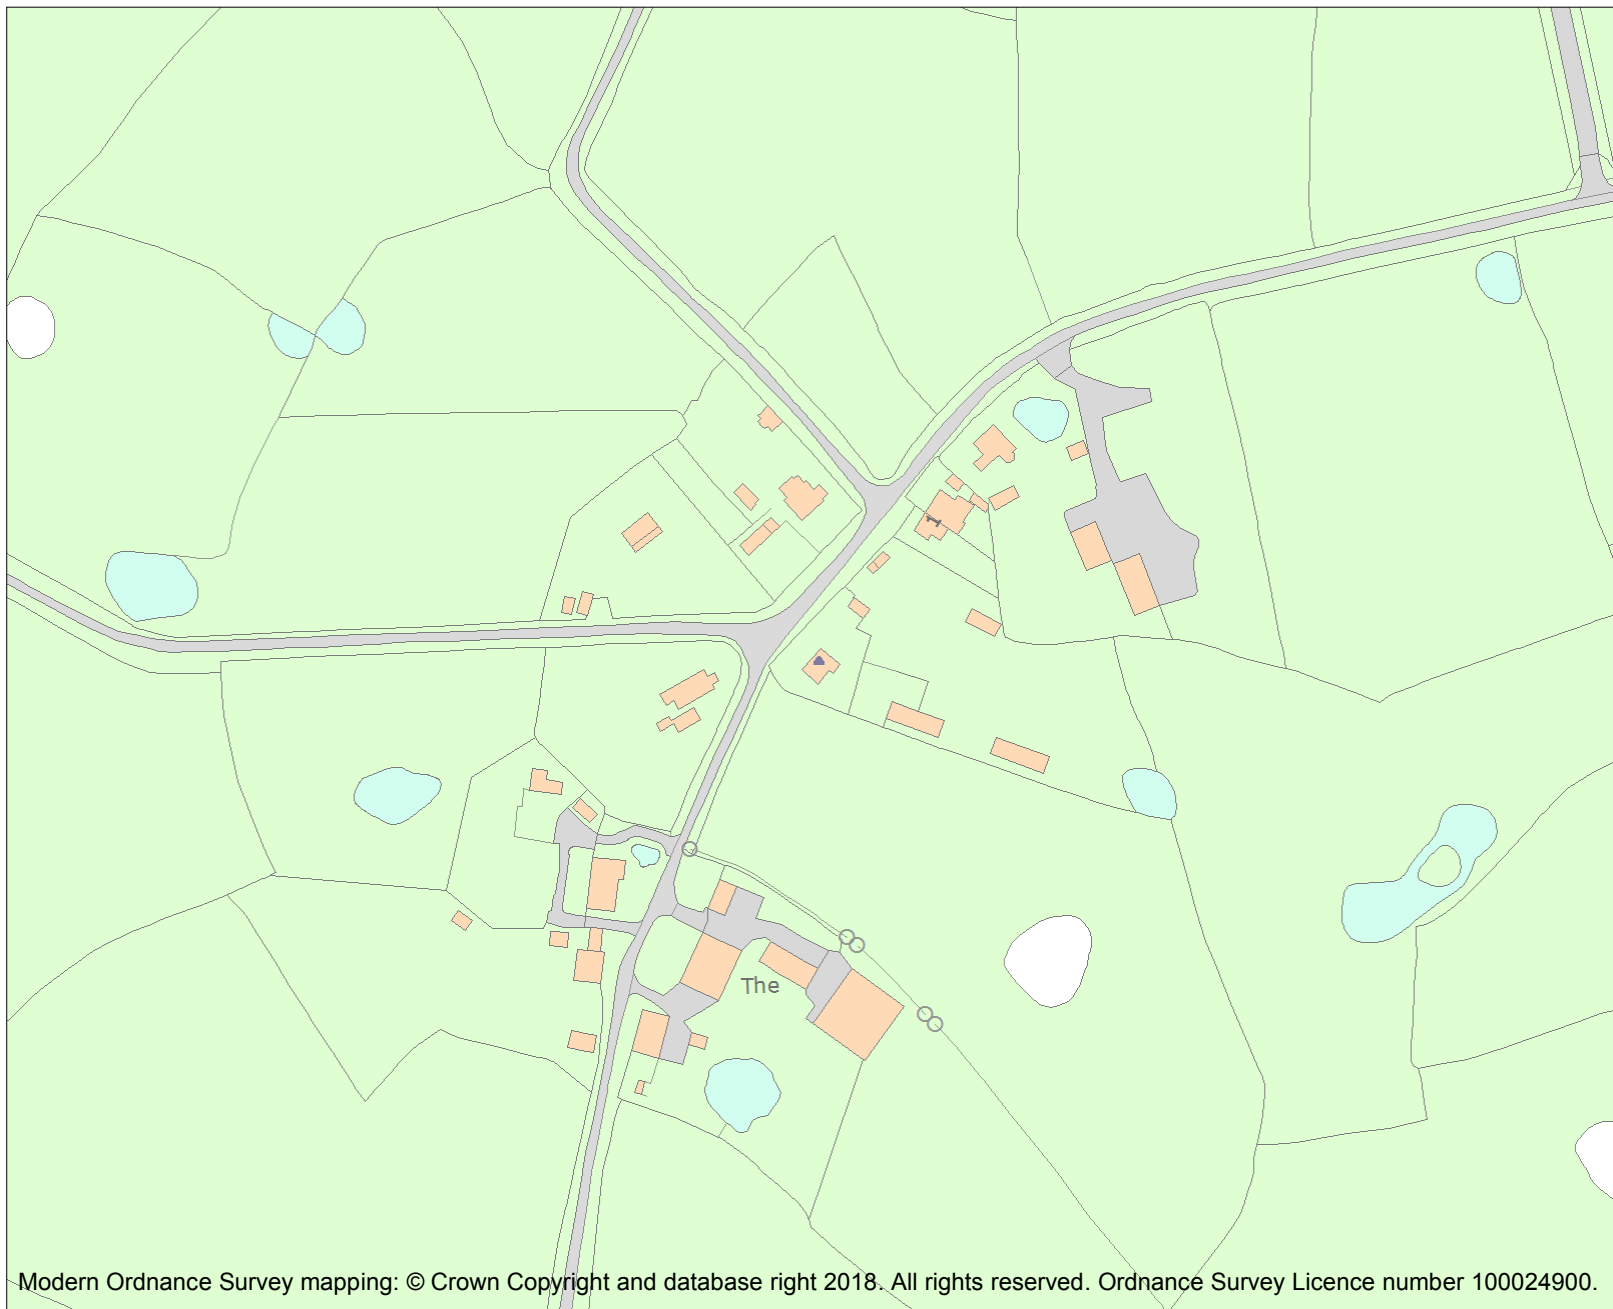 1
The
Modern Ordnance Survey mapping: © Crown Copyright and database right 2018. All rights reserved. Ordnance Survey Licence number 100024900.